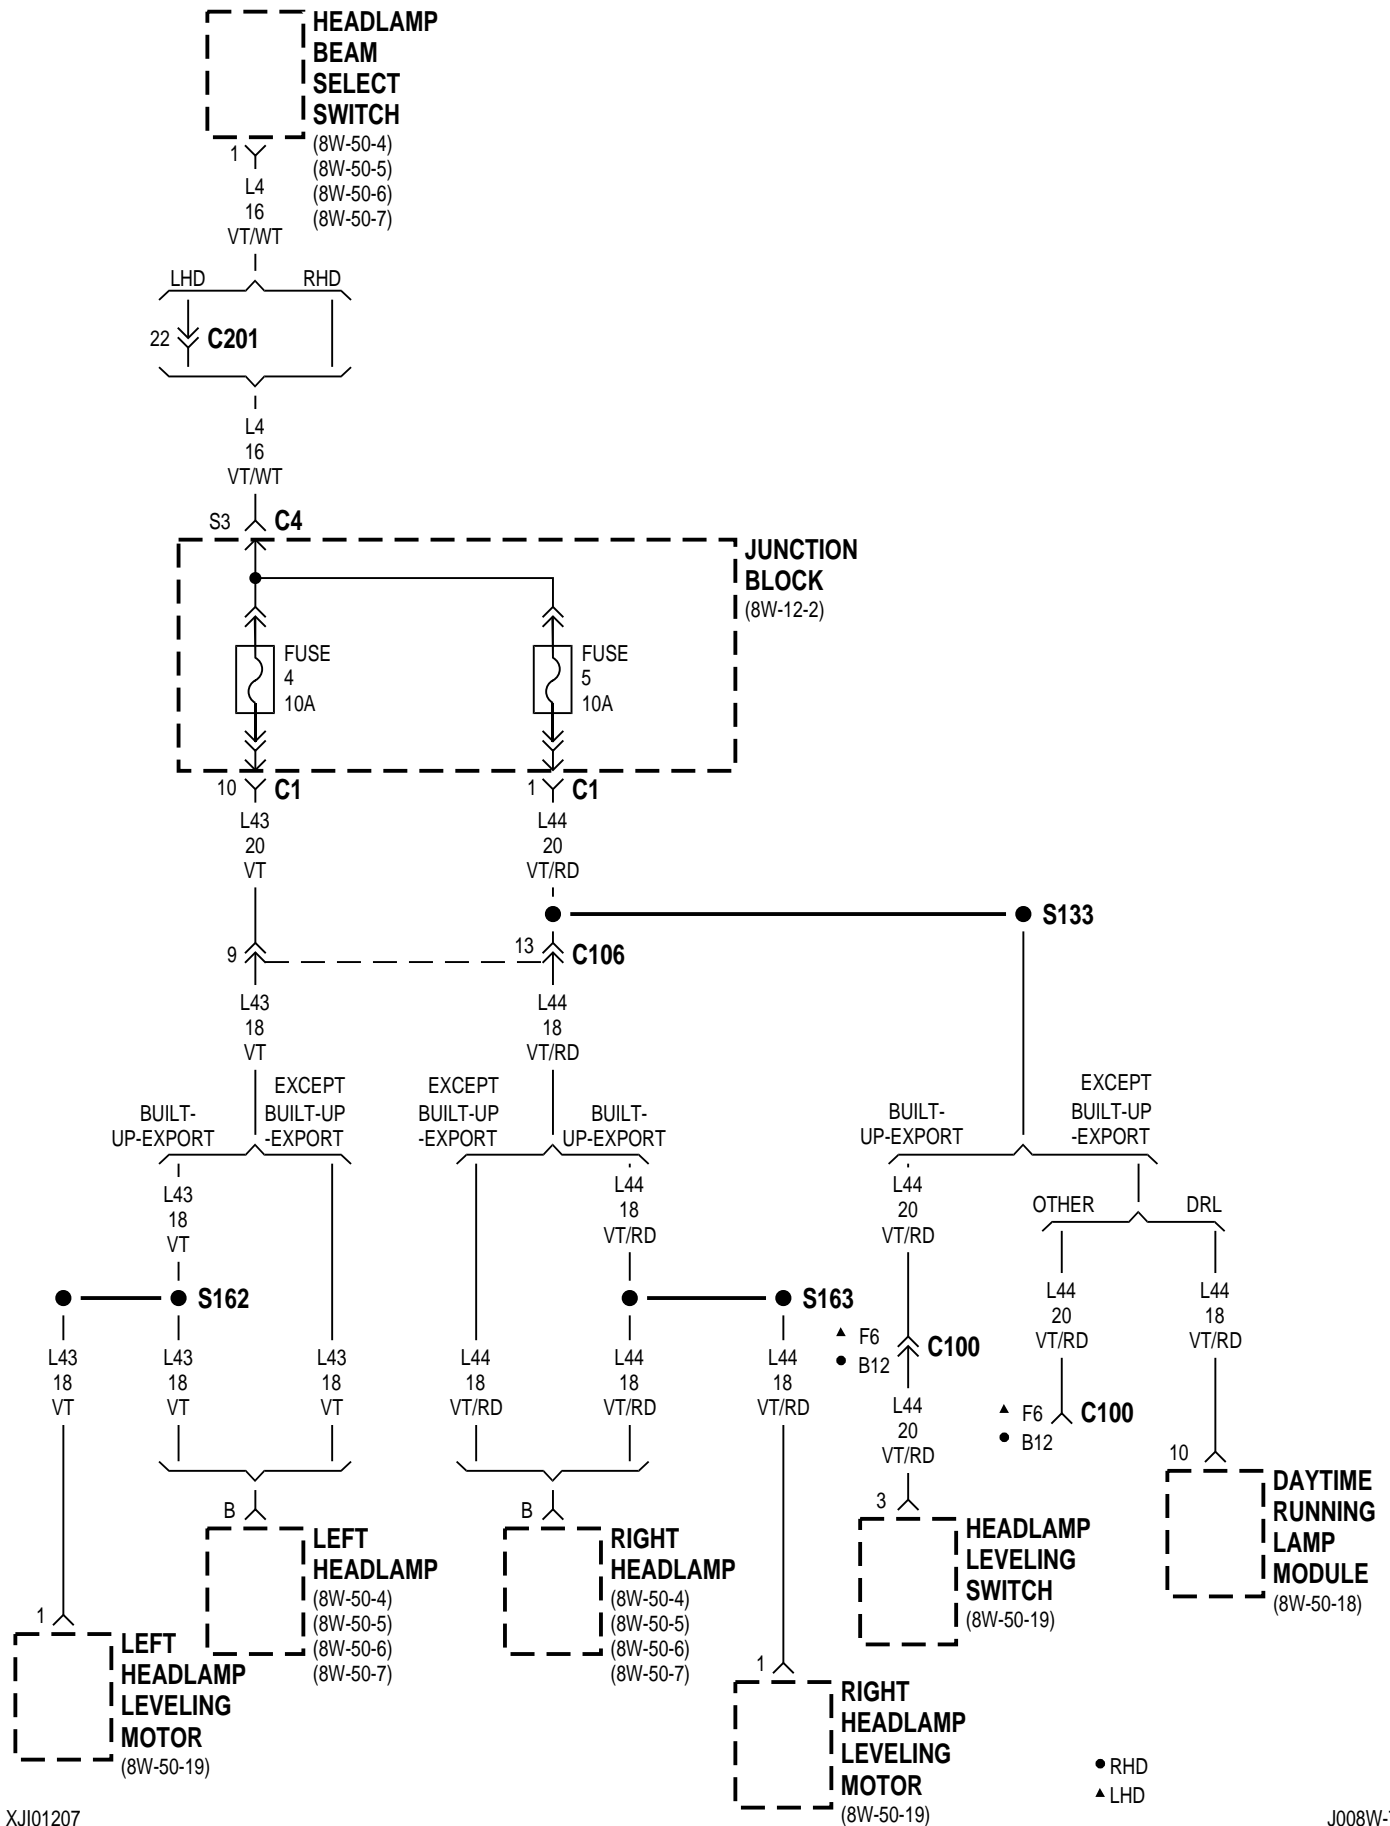 HEADLAMP
BEAM
SELECT
SWITCH
(8W-50-4)
(8W-50-5)
(8W-50-6)
(8W-50-7)
1
L4
16
VT/WT
LHD RHD
22 C201
L4
16
VT/WT
S3 C4
JUNCTION
BLOCK
(8W-12-2)
FUSE
4
10A
FUSE
5
10A
10 C1
1 C1
L43
20
VT
L44
20
VT/RD
S133
9
13 C106
L43
18
VT
L44
18
VT/RD
BUILT-
UP-EXPORT
EXCEPT
BUILT-UP
-EXPORT
EXCEPT
BUILT-UP
-EXPORT
BUILT-
UP-EXPORT
BUILT-
UP-EXPORT
EXCEPT
BUILT-UP
-EXPORT
L43
18
VT
L44
18
VT/RD
L44
20
VT/RD
OTHER DRL
S162
S163
L44
20
VT/RD
L44
18
VT/RD
▲ F6
● B12
C100
L43
18
VT
L43
18
VT
L43
18
VT
L44
18
VT/RD
L44
18
VT/RD
L44
18
VT/RD
L44
20
VT/RD
▲ F6
● B12
C100
10
DAYTIME
RUNNING
LAMP
MODULE
(8W-50-18)
B
LEFT
HEADLAMP
(8W-50-4)
(8W-50-5)
(8W-50-6)
(8W-50-7)
B
RIGHT
HEADLAMP
(8W-50-4)
(8W-50-5)
(8W-50-6)
(8W-50-7)
3
HEADLAMP
LEVELING
SWITCH
(8W-50-19)
1
LEFT
HEADLAMP
LEVELING
MOTOR
(8W-50-19)
1
RIGHT
HEADLAMP
LEVELING
MOTOR
(8W-50-19)
● RHD
▲ LHD
XJI01207
J008W-